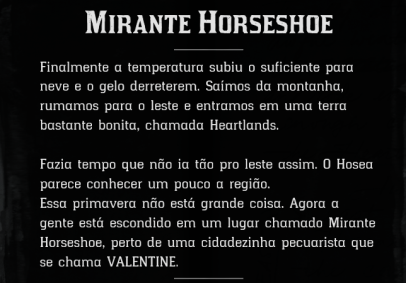 Mirante Horseshoe
Finalmente a temperatura subiu o suficiente para
neve e o gelo derreterem. Saímos da montanha,
rumamos para o leste e entramos em uma terra
bastante bonita, chamada Heartlands.
Fazia tempo que não ia tão pro leste assim. O Hosea
parece conhecer um pouco a região.
Essa primavera não está grande coisa. Agora a
gente está escondido em um lugar chamado Mirante
Horseshoe, perto de uma cidadezinha pecuarista que
se chama VALENTINE.